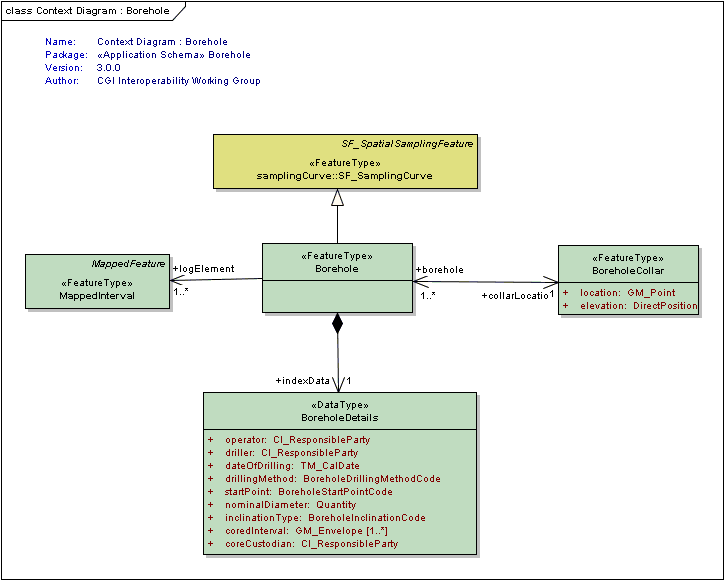 class Context Diagram : Borehole
Name: Context Diagram : Borehole
Package: «Application Schema» Borehole
Version: 3.0.0
Author: CGI Interoperability Working Group
SF_SpatialSamplingFeature
«FeatureType»
samplingCurve::SF_SamplingCurve
MappedFeature
«FeatureType»
MappedInterval
+logElement
1..*
«FeatureType»
Borehole
+borehole
1..*
+collarLocatio
1
«FeatureType»
BoreholeCollar
+ location: GM_Point
+ elevation: DirectPosition
+indexData
1
«DataType»
BoreholeDetails
+ operator: CI_ResponsibleParty
+ driller: CI_ResponsibleParty
+ dateOfDrilling: TM_CalDate
+ drillingMethod: BoreholeDrillingMethodCode
+ startPoint: BoreholeStartPointCode
+ nominalDiameter: Quantity
+ inclinationType: BoreholeInclinationCode
+ coredInterval: GM_Envelope [1..*]
+ coreCustodian: CI_ResponsibleParty